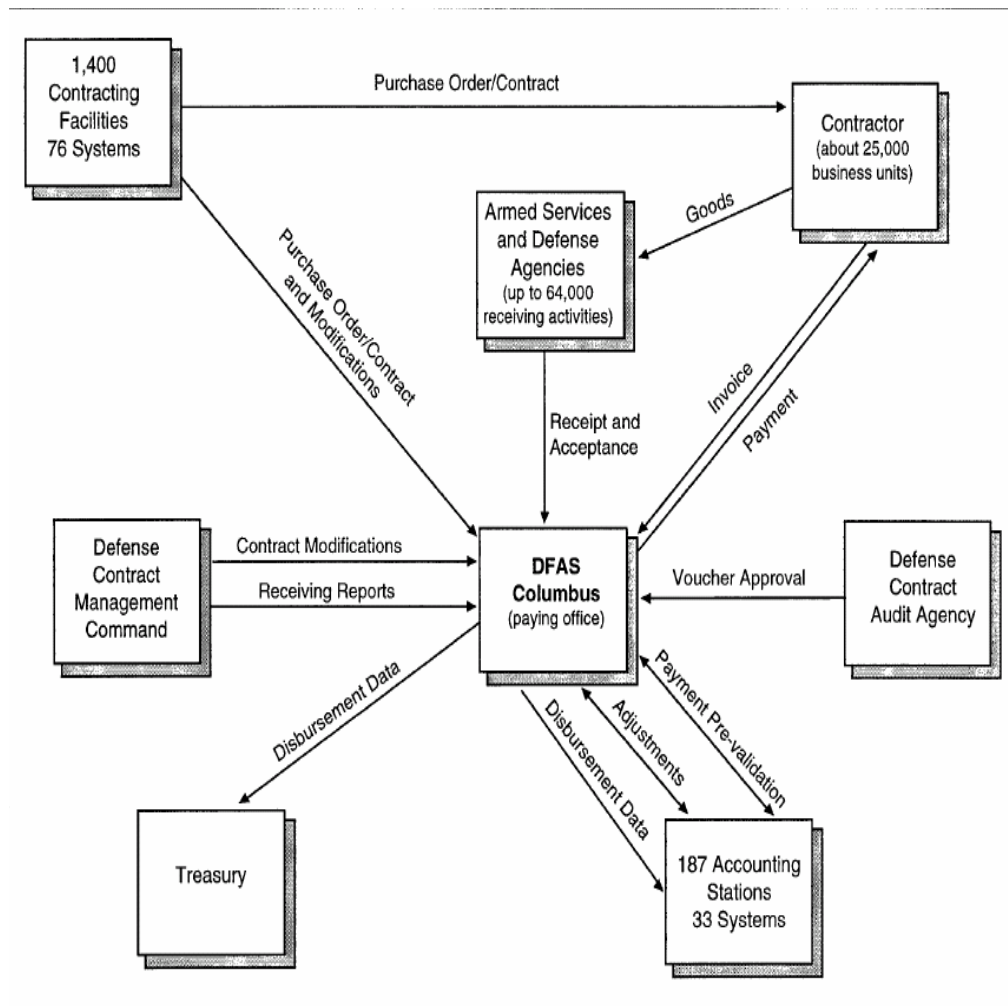 1,400
Contracting
Facilities
76 Systems
Purchase Order/Contract
Contractor
(about 25,000
business units)
Goods
Armed Services
and Defense
Agencies
(up to 64,000
receiving activities)
Purchase Order/Contract
and Modifications
Receipt and
Acceptance
Invoice
Payment
Defense
Contract
Management
Command
Contract Modifications
Receiving Reports
DFAS
Columbus
(paying office)
Voucher Approval
Defense
Contract
Audit Agency
Disbursement Data
Disbursement Data
Adjustments
Payment Pre-validation
Treasury
187 Accounting
Stations
33 Systems